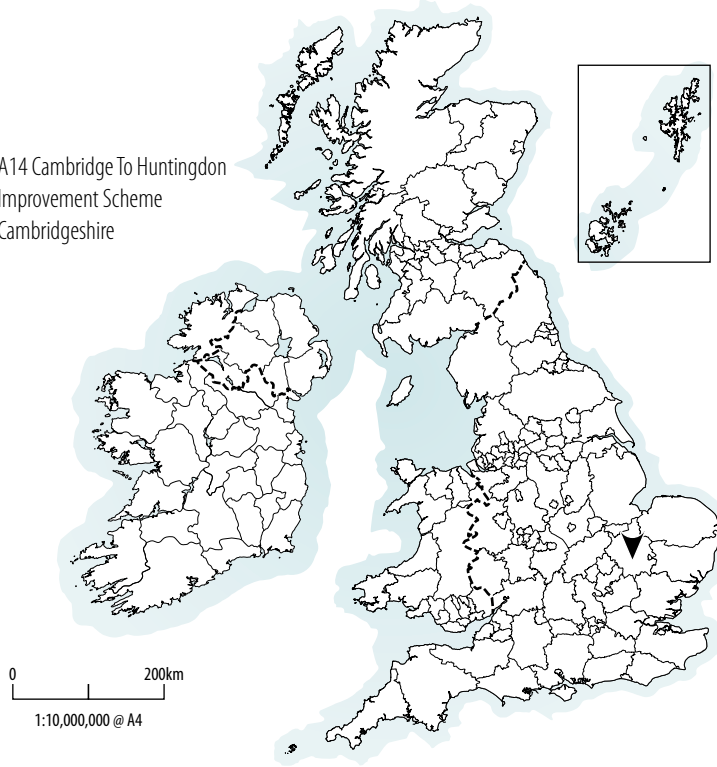 A14 Cambridge To Huntingdon
Improvement Scheme
Cambridgeshire
0 200km
1:10,000,000 @ A4